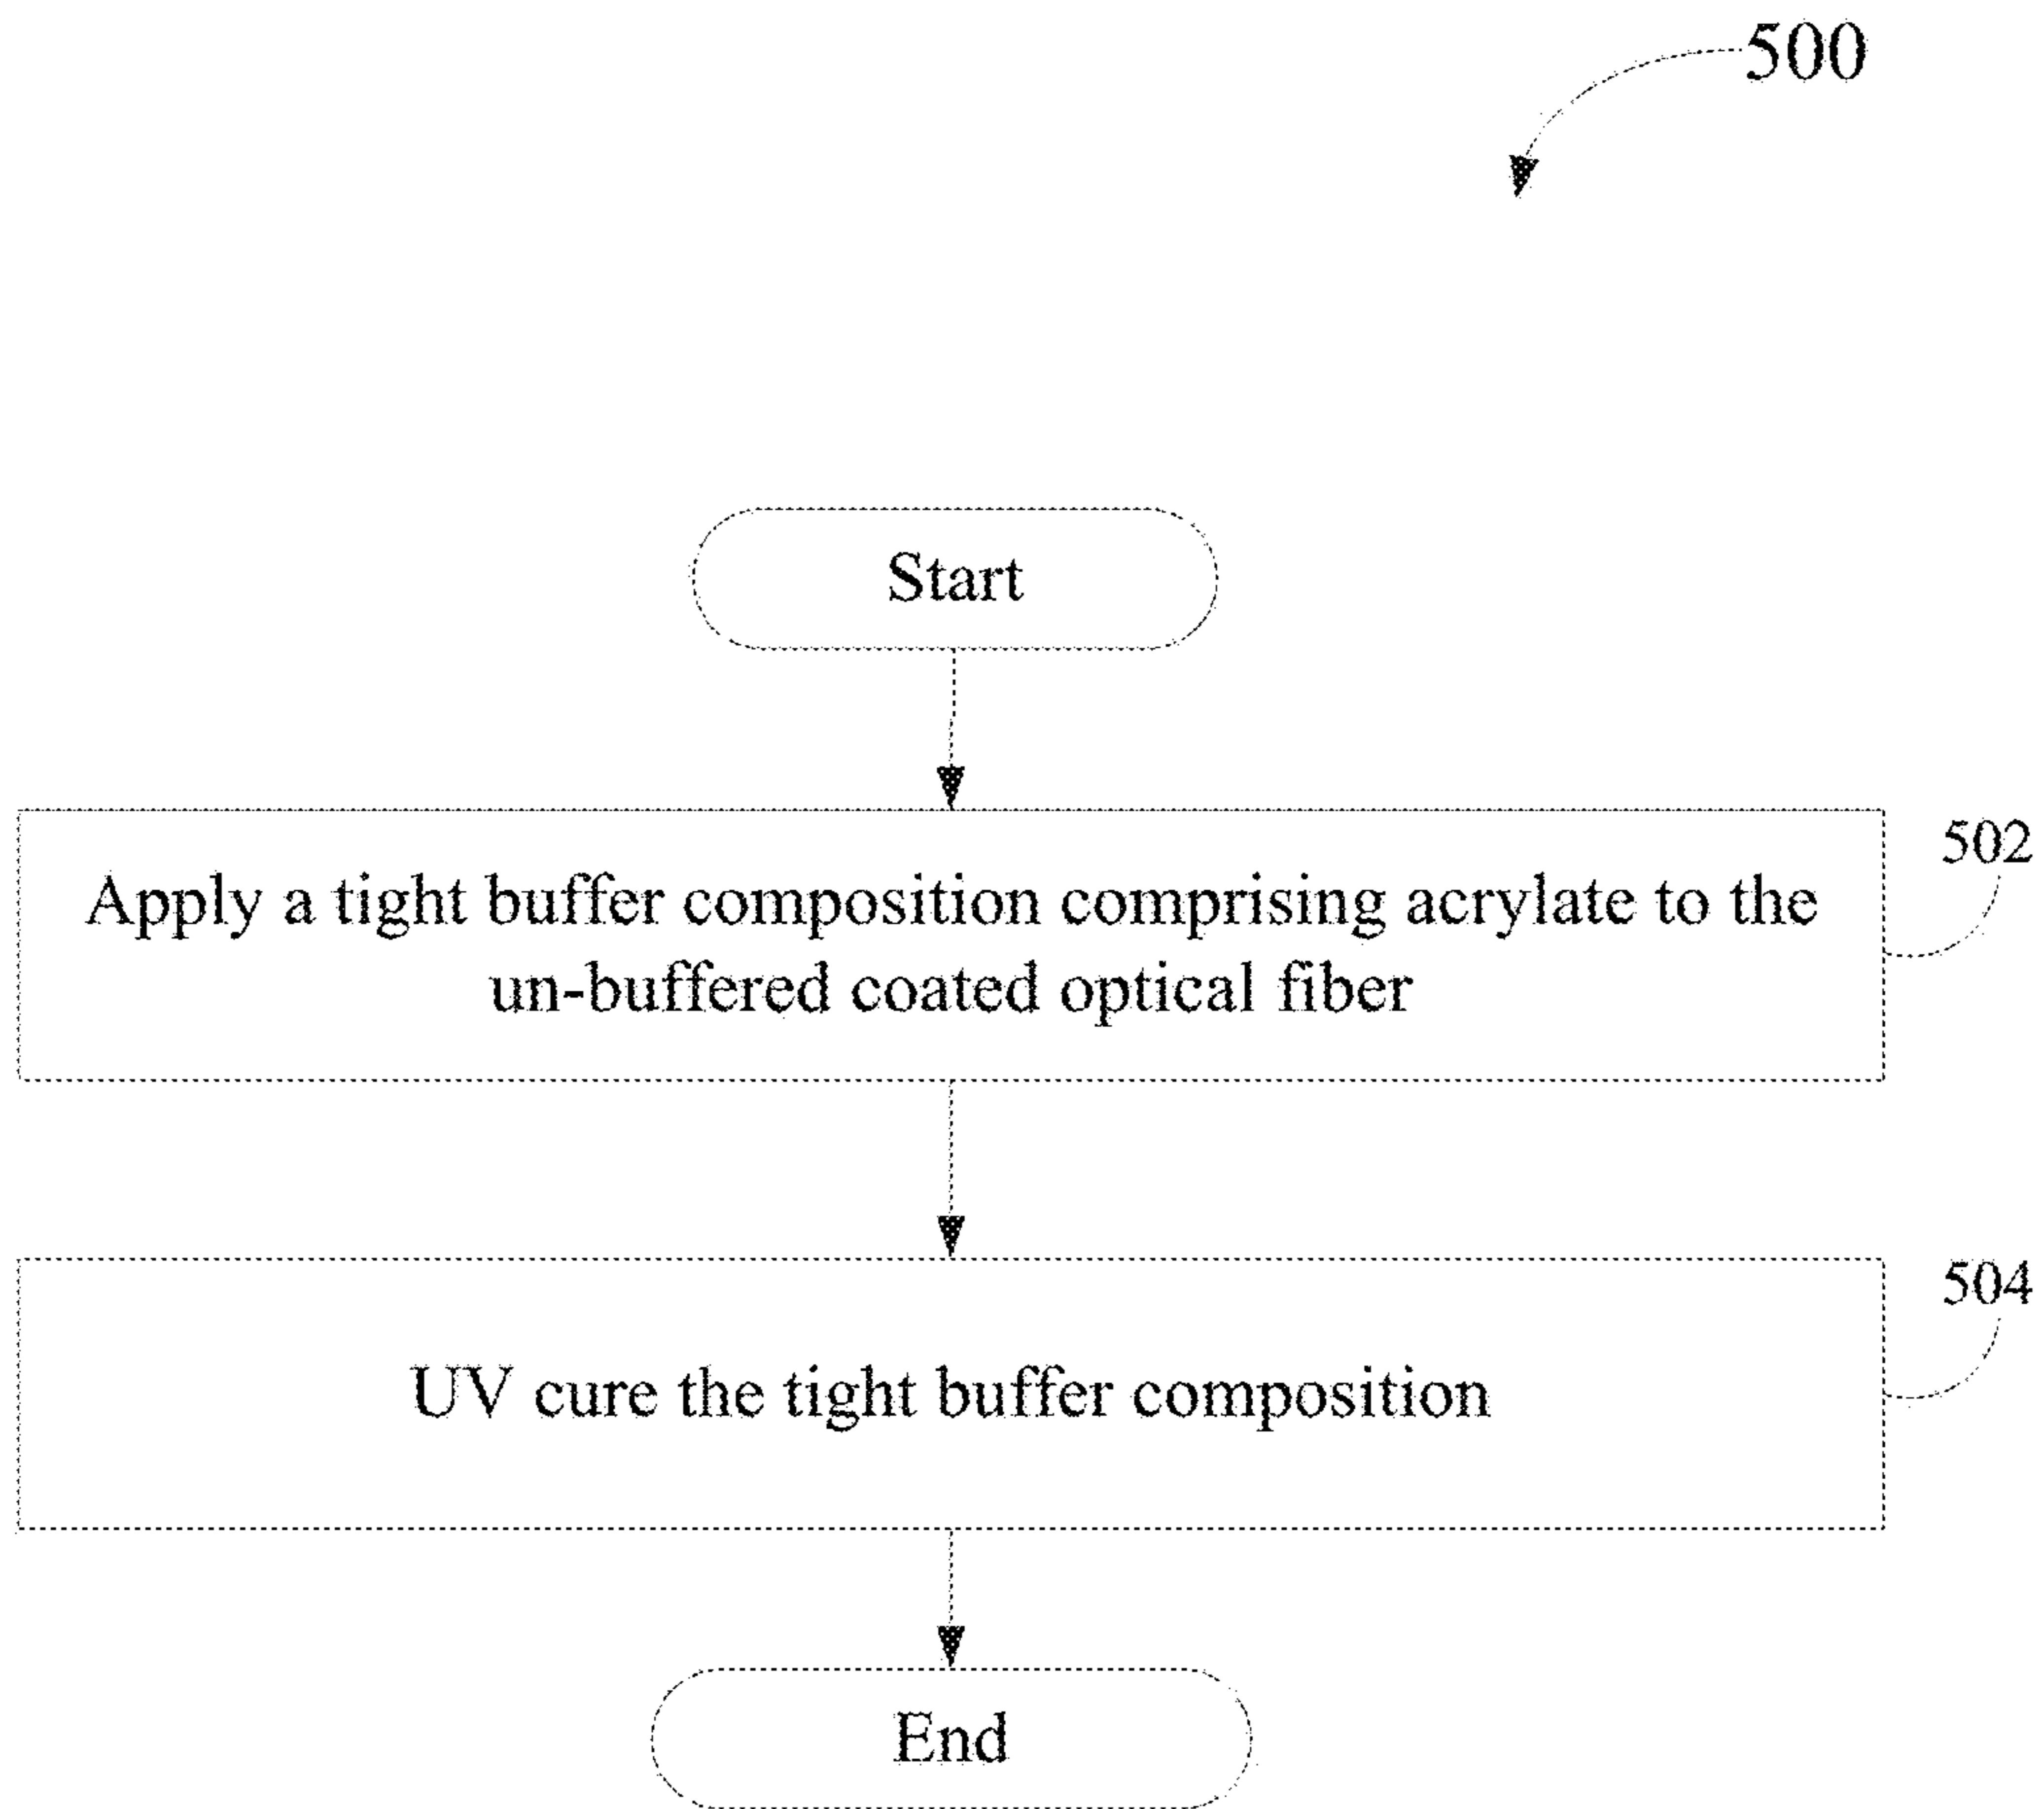 500
Start
502
Apply a tight buffer composition comprising acrylate to the
un-buffered coated optical fiber
504
UV cure the tight buffer composition
End